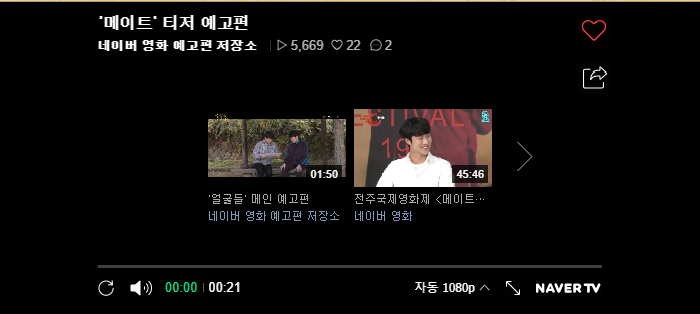 '메이트' 티저 예고편
네이버 영화 예고편 저장소 5,669 22 2
01:50
45:46
'얼굴들' 메인 예고편
네이버 영화 예고편 저장소
전주국제영화제 <메이트…
네이버 영화
00:00 00:21
자동 1080p
NAVER TV